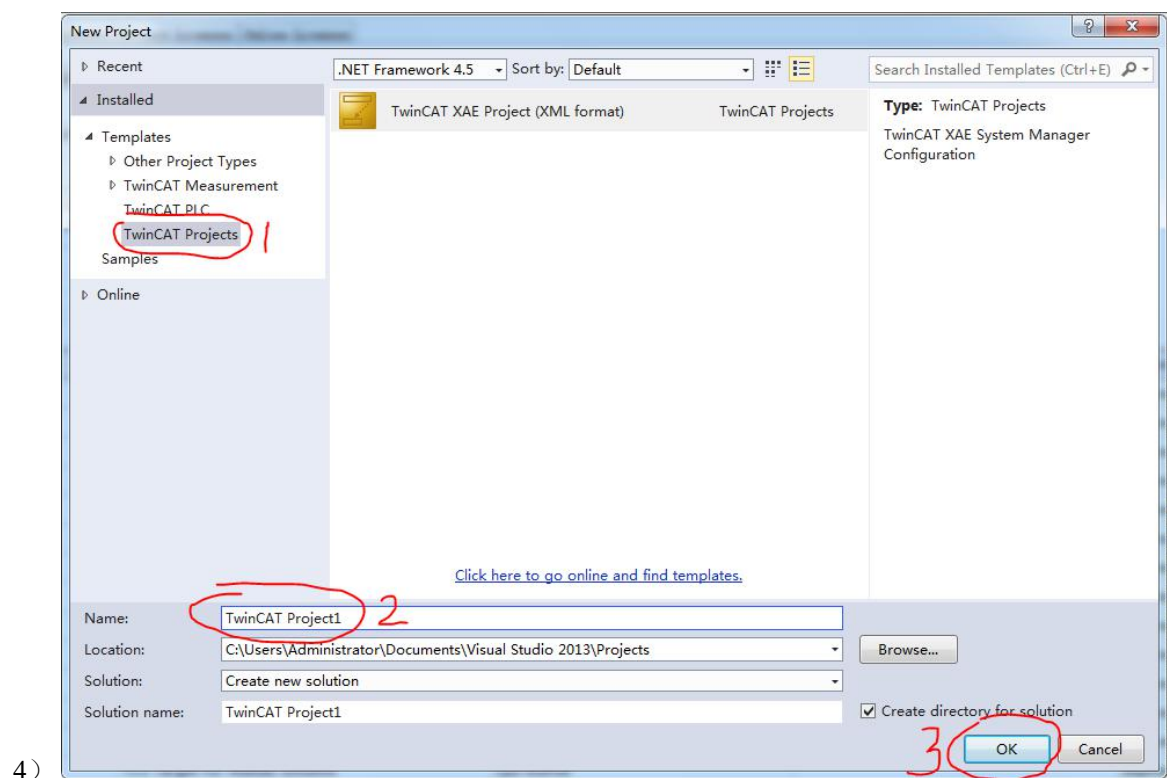 New Project
Recent
.NET Framework 4.5 Sort by: Default
Search Installed Templates (Ctrl+E)
Installed
Templates
Other Project Types
TwinCAT Measurement
TwinCAT PLC
TwinCAT Projects 1
Samples
Online
TwinCAT XAE Project (XML format) TwinCAT Projects
Type: TwinCAT Projects
TwinCAT XAE System Manager
Configuration
Click here to go online and find templates.
Name: TwinCAT Project1 2
Location: C:\Users\Administrator\Documents\Visual Studio 2013\Projects Browse...
Solution: Create new solution
Solution name: TwinCAT Project1 Create directory for solution
3 OK Cancel
4）